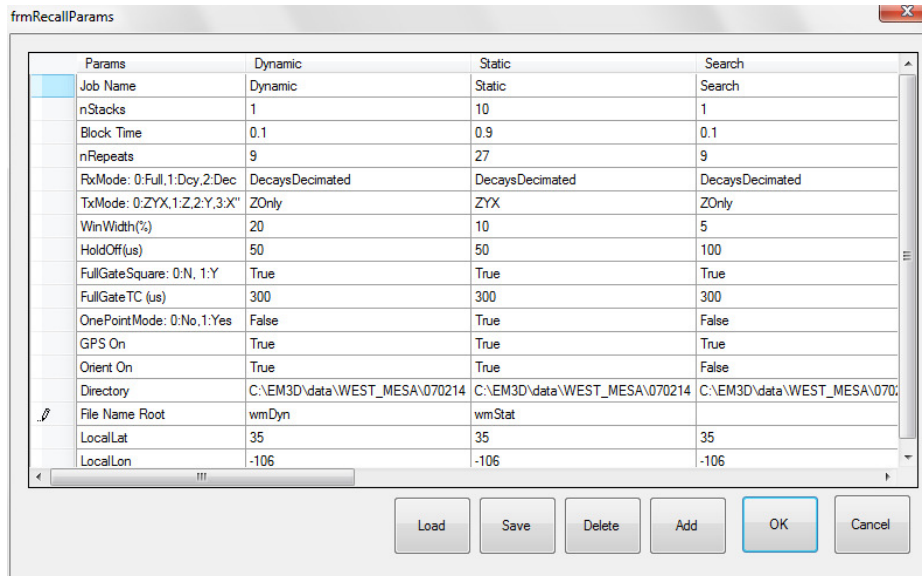 frmRecallParams
Params Dynamic Static Search
Job Name Dynamic Static Search
nStacks 1 10 1
Block Time 0.1 0.9 0.1
nRepeats 9 27 9
RxMode: 0:Full,1:Dcy,2:Dec DecaysDecimated DecaysDecimated DecaysDecimated
TxMode: 0:ZYX,1:Z,2:Y,3:X" ZOnly ZYX ZOnly
WinWidth(%) 20 10 5
HoldOff(us) 50 50 100
FullGateSquare: 0:N, 1:Y True True True
FullGateTC (us) 300 300 300
OnePointMode: 0:No,1:Yes False True False
GPS On True True True
Orient On True True False
Directory C:\EM3D\data\WEST_MESA\070214 C:\EM3D\data\WEST_MESA\070214 C:\EM3D\data\WEST_MESA\070
File Name Root wmDyn wmStat
LocalLat 35 35 35
LocalLon -106 -106 -106
Load Save Delete Add OK Cancel